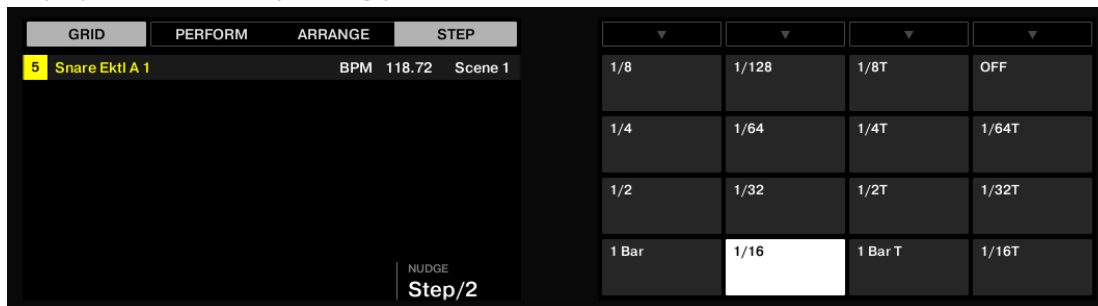 GRID PERFORM ARRANGE STEP
5 Snare Ektl A 1 BPM 118.72 Scene 1
NUDGE
Step/2
1/8 1/128 1/8T OFF
1/4 1/64 1/4T 1/64T
1/2 1/32 1/2T 1/32T
1 Bar 1/16 1 Bar T 1/16T